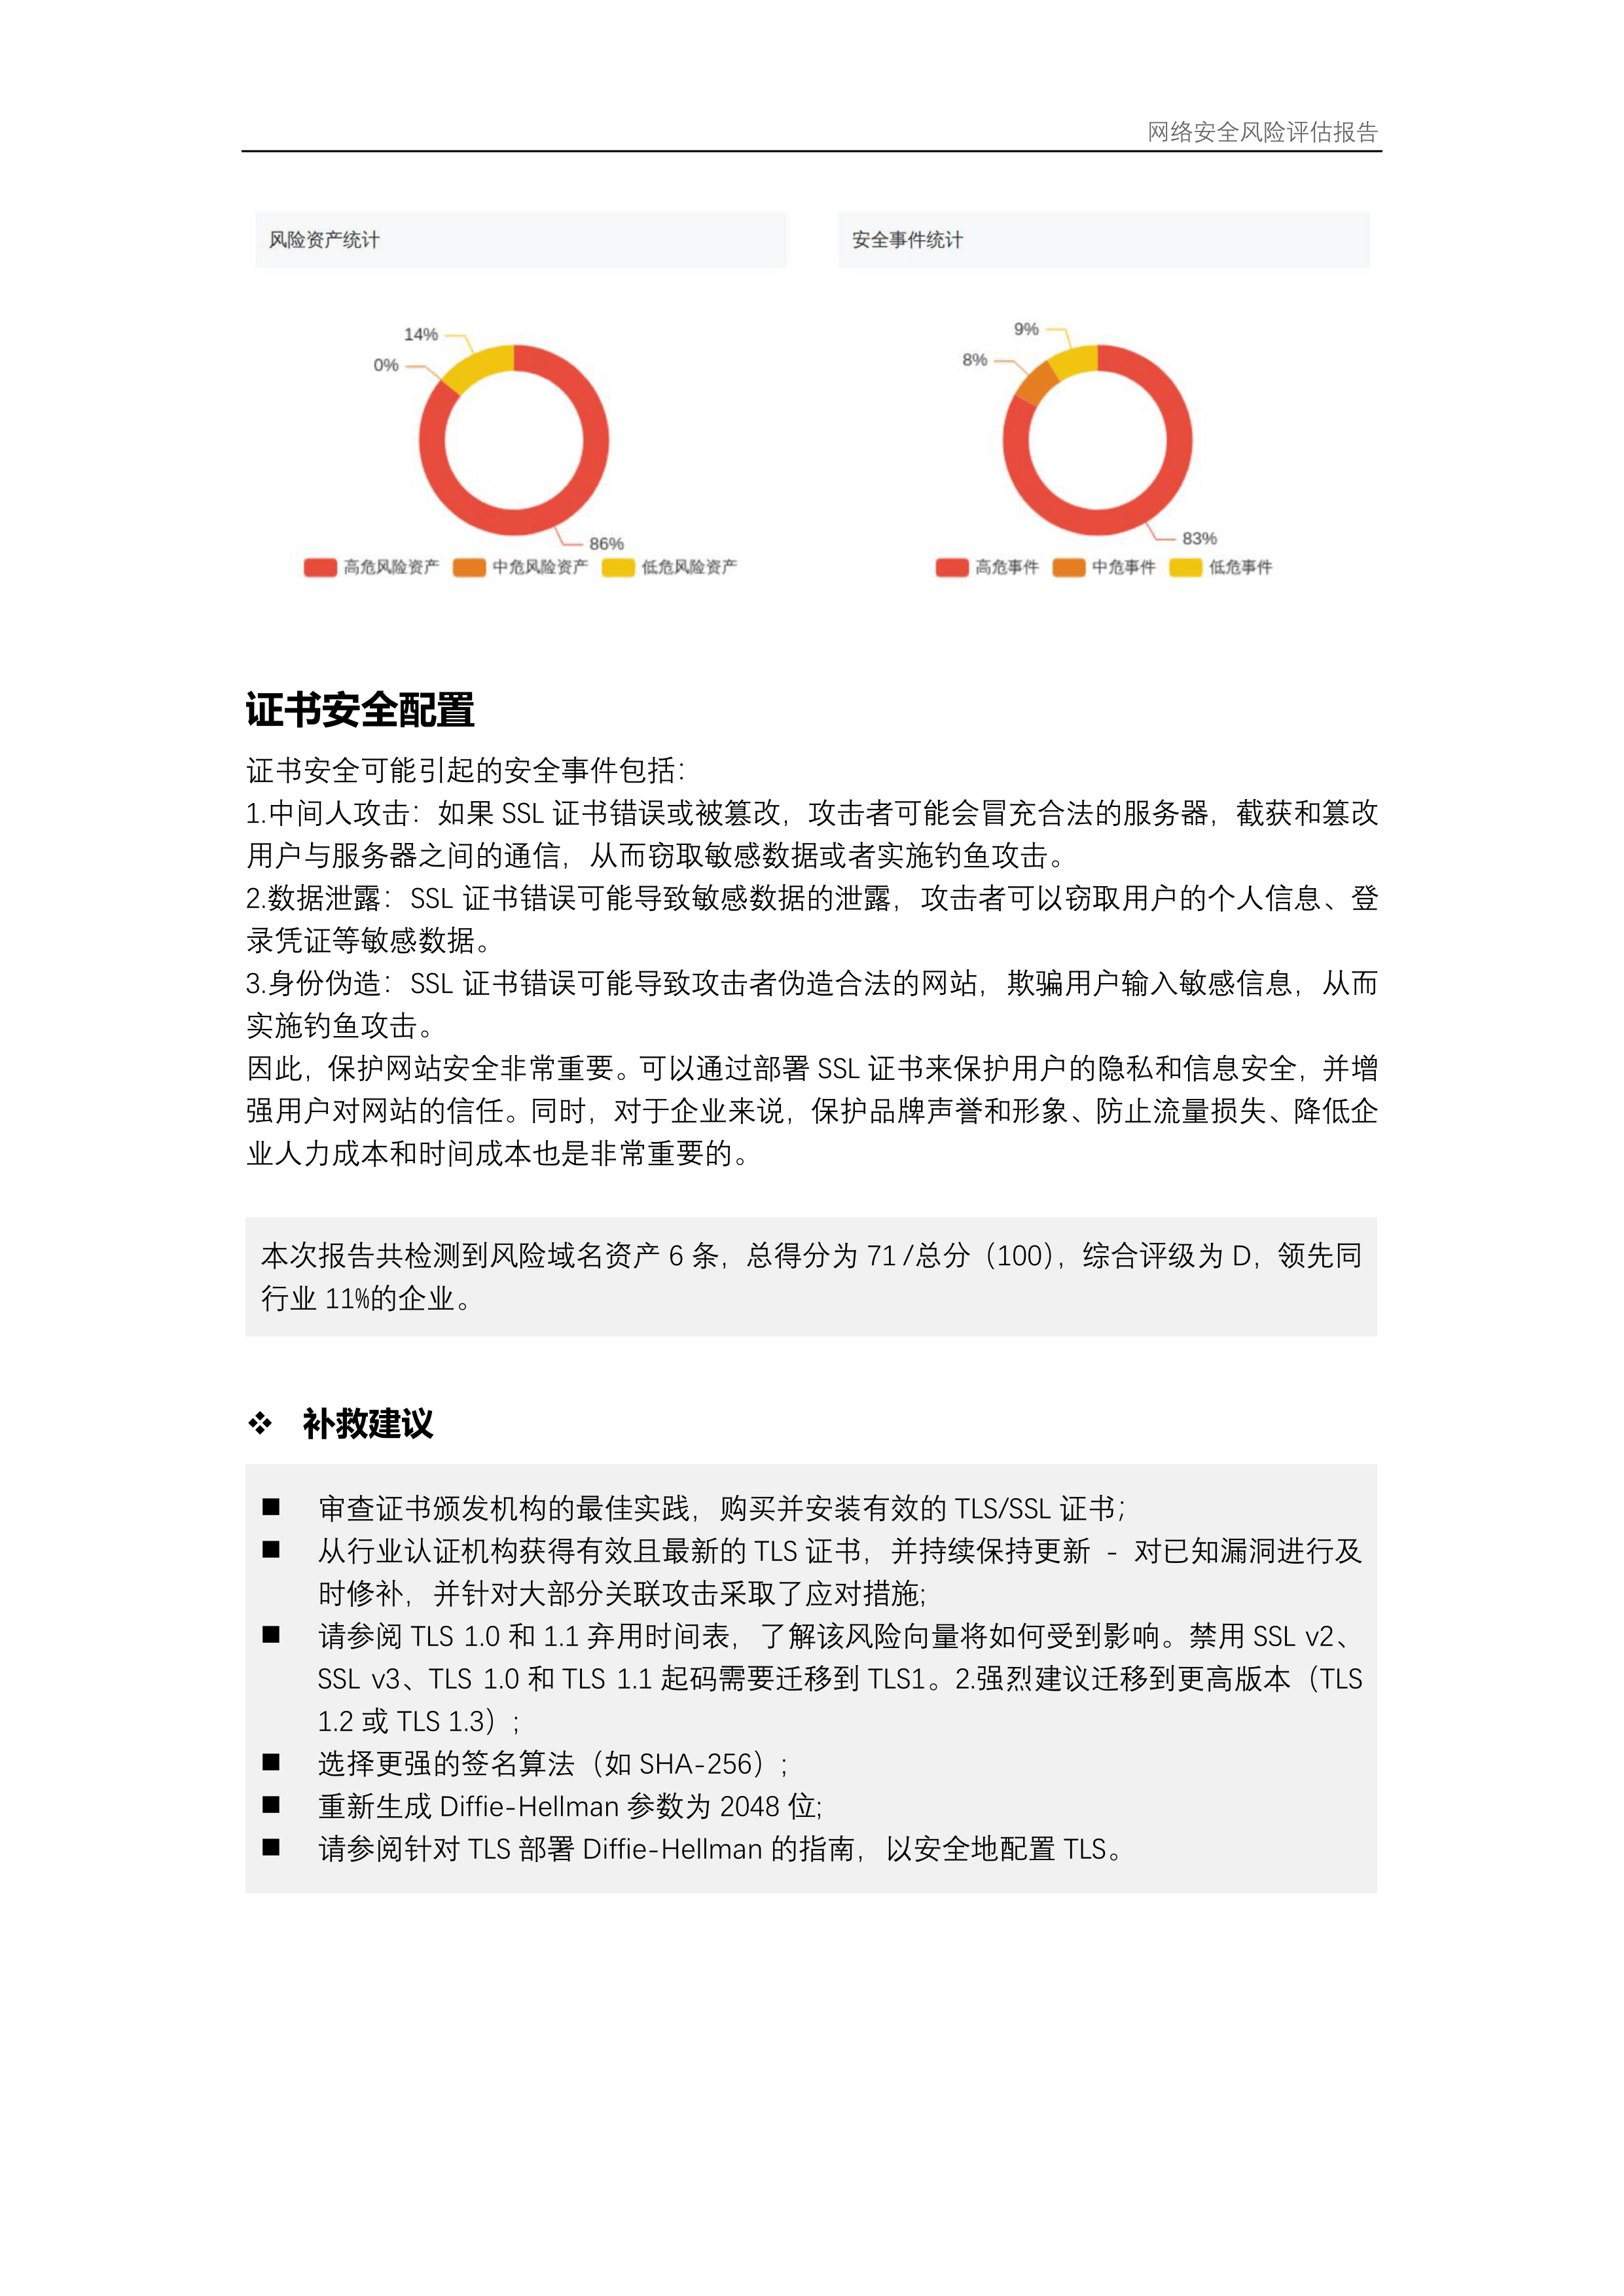 网络安全风险评估报告
风险资产统计
安全事件统计
14%
0%
86%
高危风险资产 中危风险资产 低危风险资产
9%
8%
83%
高危事件 中危事件 低危事件
证书安全配置
证书安全可能引起的安全事件包括：
1.中间人攻击：如果 SSL 证书错误或被篡改，攻击者可能会冒充合法的服务器，截获和篡改
用户与服务器之间的通信，从而窃取敏感数据或者实施钓鱼攻击。
2.数据泄露：SSL 证书错误可能导致敏感数据的泄露，攻击者可以窃取用户的个人信息、登
录凭证等敏感数据。
3.身份伪造：SSL 证书错误可能导致攻击者伪造合法的网站，欺骗用户输入敏感信息，从而
实施钓鱼攻击。
因此，保护网站安全非常重要。可以通过部署 SSL 证书来保护用户的隐私和信息安全，并增
强用户对网站的信任。同时，对于企业来说，保护品牌声誉和形象、防止流量损失、降低企
业人力成本和时间成本也是非常重要的。
本次报告共检测到风险域名资产 6 条，总得分为 71 /总分（100），综合评级为 D，领先同
行业 11%的企业。
❖ 补救建议
■ 审查证书颁发机构的最佳实践，购买并安装有效的 TLS/SSL 证书；
■ 从行业认证机构获得有效且最新的 TLS 证书，并持续保持更新 - 对已知漏洞进行及
时修补，并针对大部分关联攻击采取了应对措施;
■ 请参阅 TLS 1.0 和 1.1 弃用时间表，了解该风险向量将如何受到影响。禁用 SSL v2、
SSL v3、TLS 1.0 和 TLS 1.1 起码需要迁移到 TLS1。2.强烈建议迁移到更高版本（TLS
1.2 或 TLS 1.3）;
■ 选择更强的签名算法（如 SHA-256）;
■ 重新生成 Diffie-Hellman 参数为 2048 位;
■ 请参阅针对 TLS 部署 Diffie-Hellman 的指南，以安全地配置 TLS。